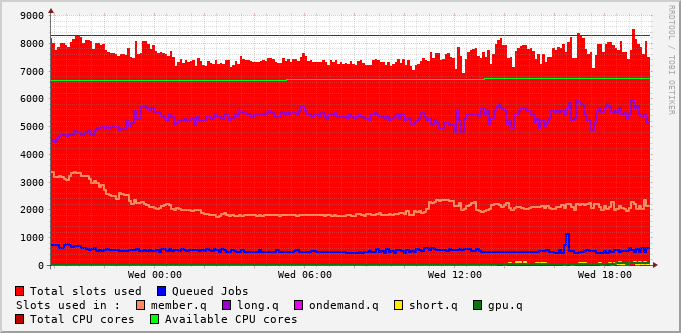 9000
8000
7000
6000
5000
4000
3000
2000
1000
0
Wed 00:00 Wed 06:00 Wed 12:00 Wed 18:00
Total slots used Queued Jobs
Slots used in : member.q long.q ondemand.q short.q gpu.q
Total CPU cores Available CPU cores
RRDTOOL / TOBI OETIKER